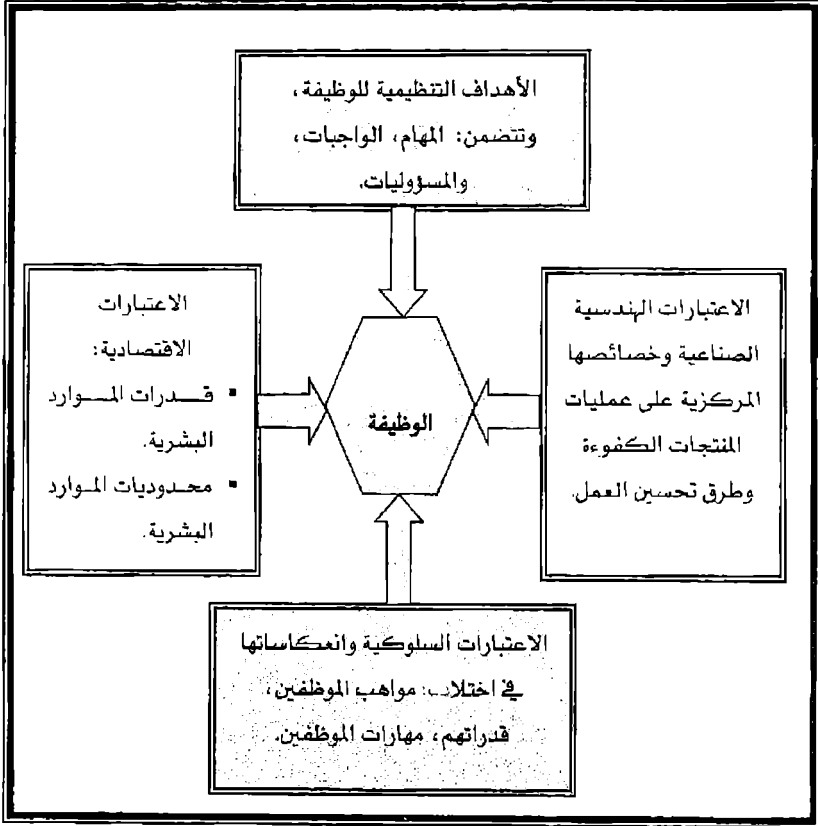 الأهداف التنظيمية للوظيفة،
وتتضمن: المهام، الواجبات،
والمسؤوليات.
الاعتبارات الهندسية
الصناعية وخصائصها
المركزية على عمليات
المنتجات الكفوءة
وطرق تحسين العمل.
الوظيفة
الاعتبارات
الاقتصادية:
▪ قدرات الموارد
البشرية.
▪ محدوديات الموارد
البشرية.
الاعتبارات السلوكية وانعكاساتها
في اختلاف: مواهب الموظفين،
قدراتهم، مهارات الموظفين.